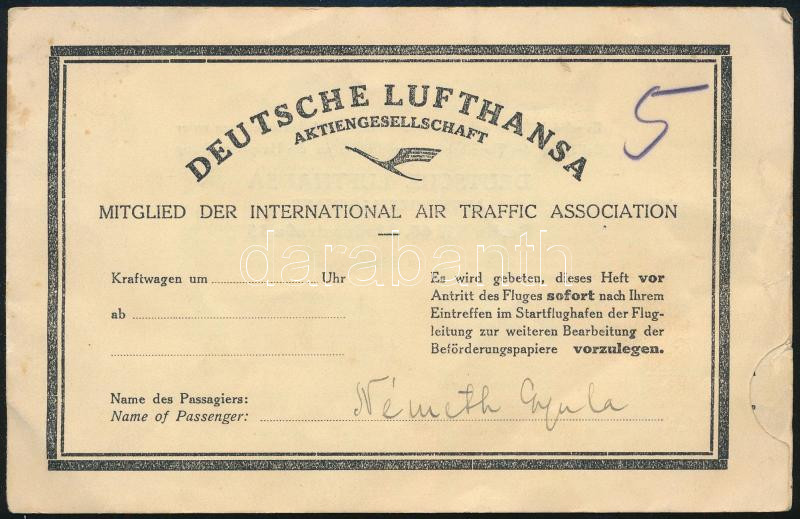 DEUTSCHE LUFTHANSA
AKTIENGESELLSCHAFT
5
MITGLIED DER INTERNATIONAL AIR TRAFFIC ASSOCIATION
darabanth
Kraftwagen um Uhr
ab
Es wird gebeten, dieses Heft vor
Antritt des Fluges sofort nach Ihrem
Eintreffen im Startflughafen der Flug-
leitung zur weiteren Bearbeitung der
Beförderungspapiere vorzulegen.
Name des Passagiers:
Name of Passenger: Németh Gyula